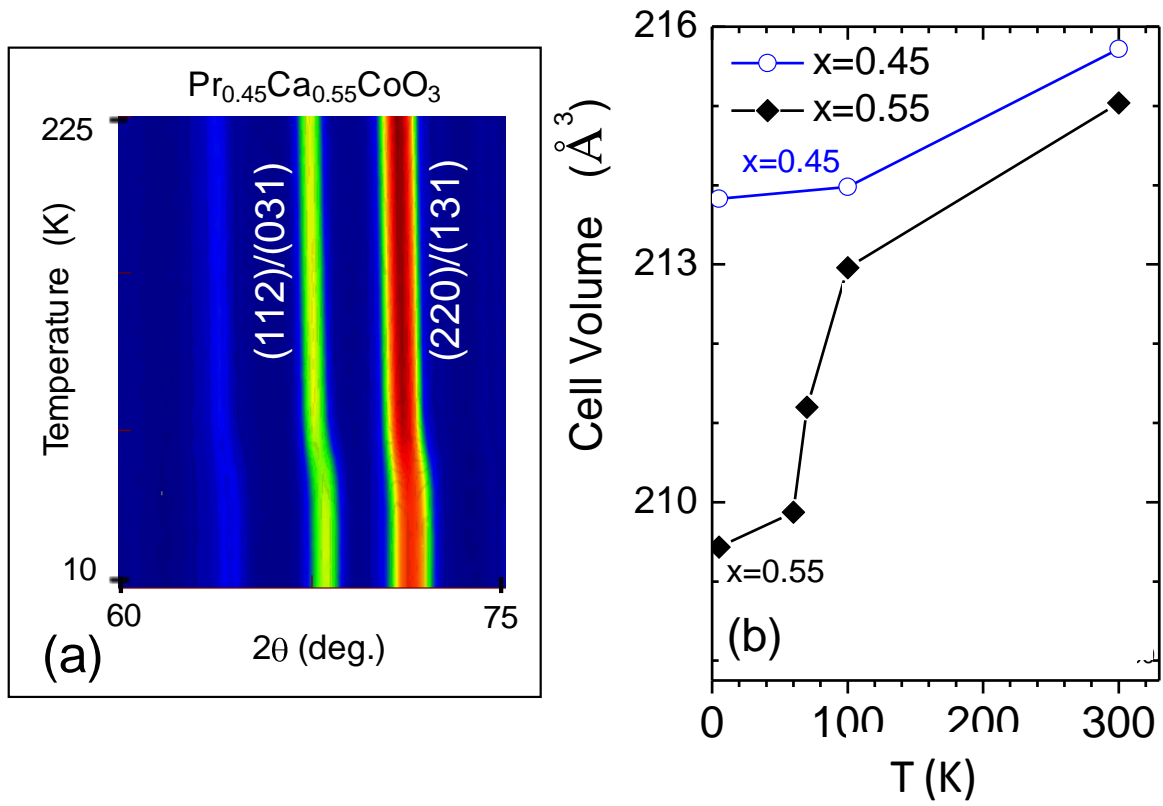 Pr₀.₄₅Ca₀.₅₅CoO₃
225
Temperature (K)
10
(112)/(031)
(220)/(131)
60
75
2θ (deg.)
(a)
216
213
210
Cell Volume (Å³)
x=0.45
x=0.55
x=0.45
x=0.55
(b)
0
100
200
300
T (K)